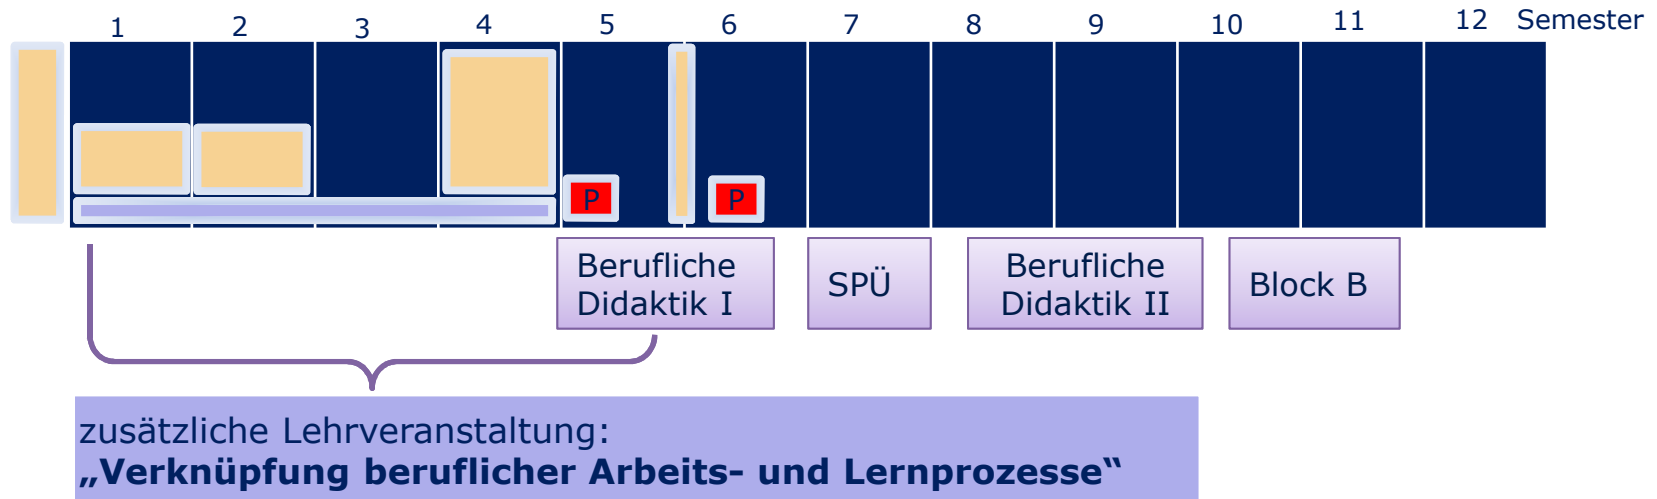 1 2 3 4 5 6 7 8 9 10 11 12 Semester
P P
Berufliche
Didaktik I
SPÜ
Berufliche
Didaktik II
Block B
zusätzliche Lehrveranstaltung:
„Verknüpfung beruflicher Arbeits- und Lernprozesse“